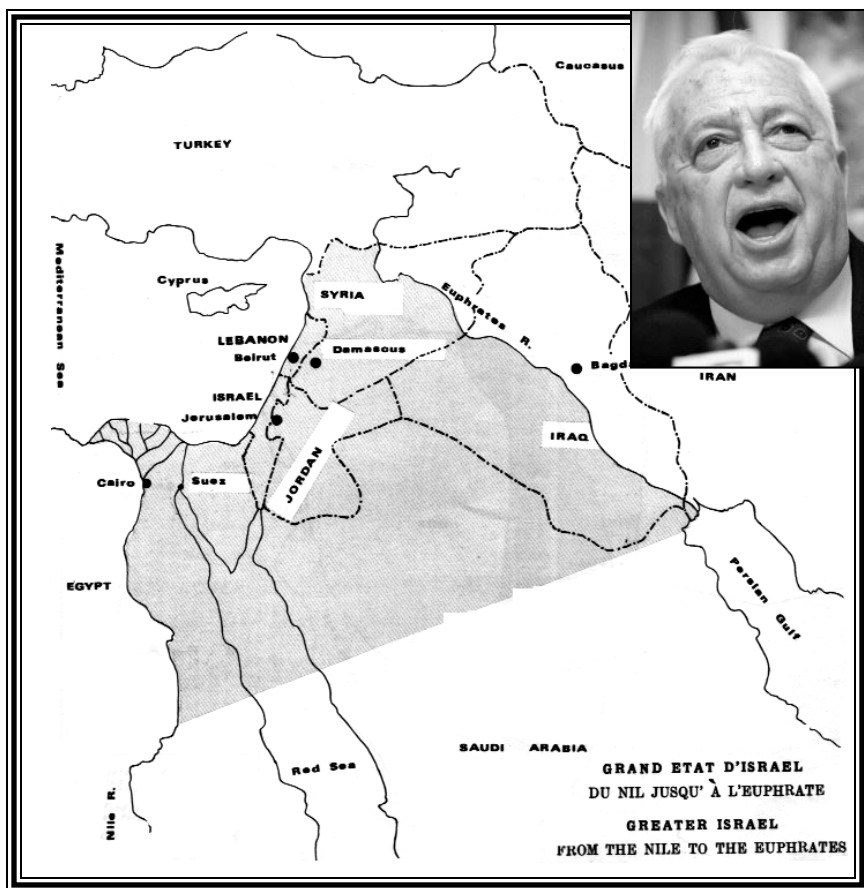 Caucasus
TURKEY
Mediterranean Sea
Cyprus
SYRIA
Euphrates R.
LEBANON
Beirut
Damascus
Bagd
IRAN
ISRAEL
Jerusalem
JORDAN
IRAQ
Cairo
Suez
EGYPT
Persian Gulf
SAUDI ARABIA
Red Sea
Nile R.
GRAND ETAT D'ISRAEL
DU NIL JUSQU' À L'EUPHRATE
GREATER ISRAEL
FROM THE NILE TO THE EUPHRATES